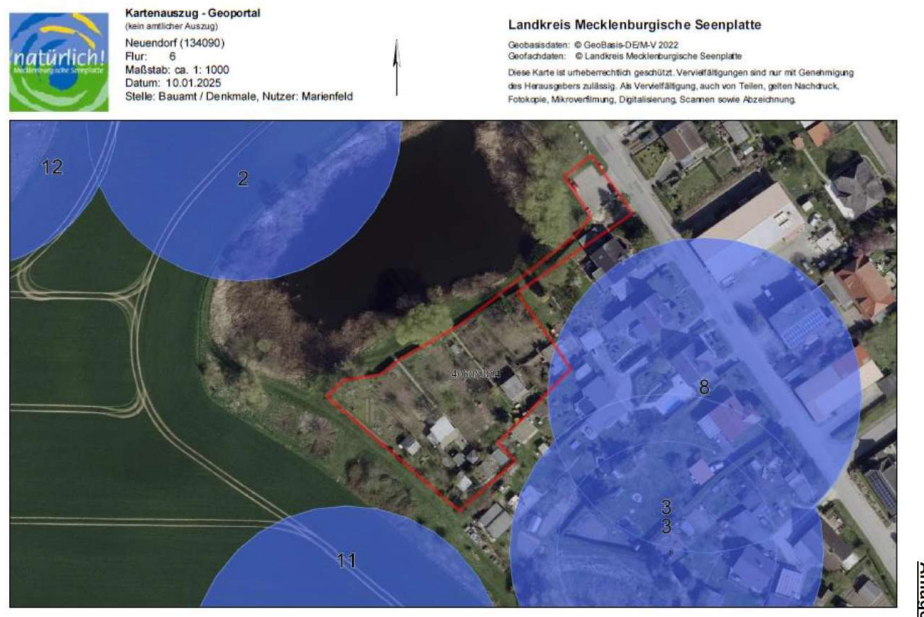 natürlich!
Mecklenburgische Seenplatte
Kartenauszug - Geoportal
(kein amtlicher Auszug)
Neuendorf (134090)
Flur: 6
Maßstab: ca. 1: 1000
Datum: 10.01.2025
Stelle: Bauamt / Denkmale, Nutzer: Marienfeld
Landkreis Mecklenburgische Seenplatte
Geobasisdaten: © GeoBasis-DE/M-V 2022
Geofachdaten: © Landkreis Mecklenburgische Seenplatte
Diese Karte ist urheberrechtlich geschützt. Vervielfältigungen sind nur mit Genehmigung
des Herausgebers zulässig. Als Vervielfältigung, auch von Teilen, gelten Nachdruck,
Fotokopie, Mikroverfilmung, Digitalisierung, Scannen sowie Abzeichnung.
12
2
8
3
3
11